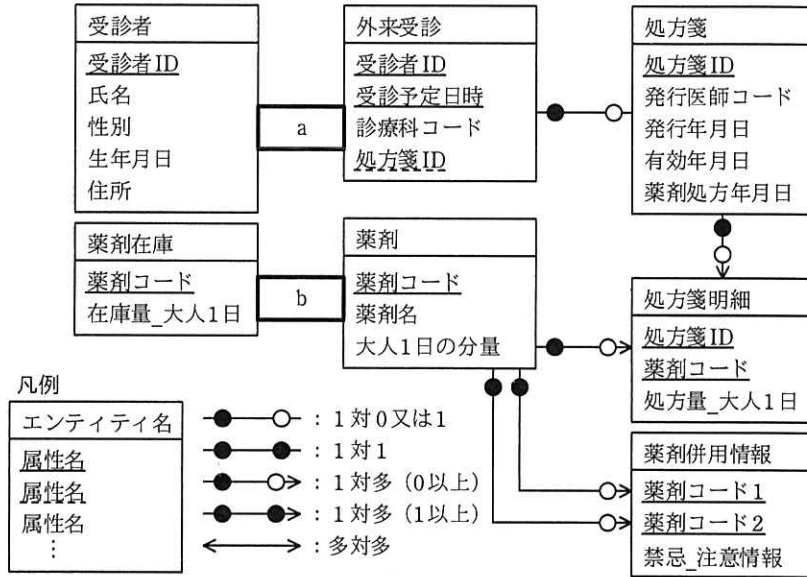 受診者
受診者ID
氏名
性別
生年月日
住所
a
外来受診
受診者ID
受診予定日時
診療科コード
処方箋ID
処方箋
処方箋ID
発行医師コード
発行年月日
有効年月日
薬剤処方年月日
薬剤在庫
薬剤コード
在庫量_大人1日
b
薬剤
薬剤コード
薬剤名
大人1日の分量
処方箋明細
処方箋ID
薬剤コード
処方量_大人1日
薬剤併用情報
薬剤コード1
薬剤コード2
禁忌_注意情報
凡例
エンティティ名
属性名
属性名
属性名
⋮
：1対0又は1
：1対1
：1対多（0以上）
：1対多（1以上）
：多対多